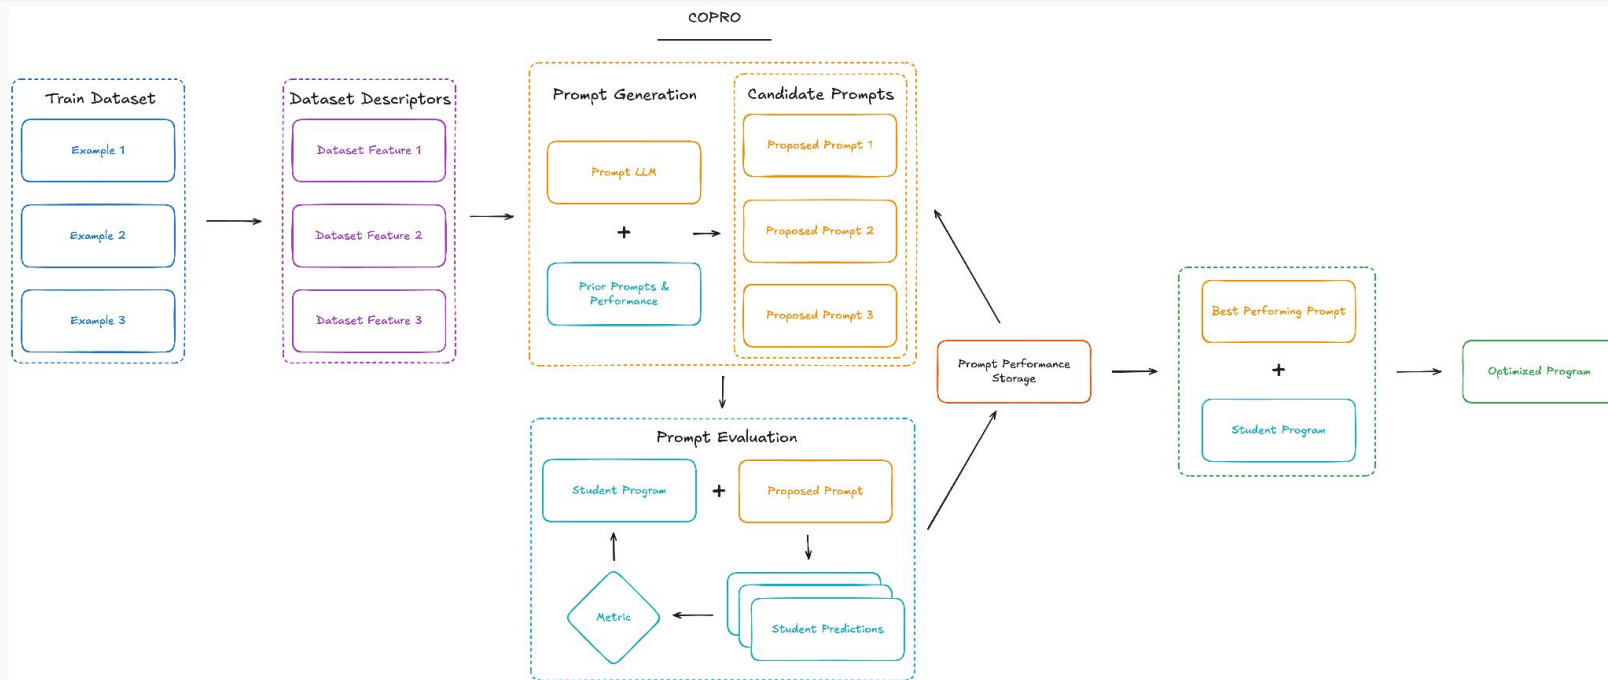 COPRO
Train Dataset
Example 1
Example 2
Example 3
Dataset Descriptors
Dataset Feature 1
Dataset Feature 2
Dataset Feature 3
Prompt Generation
Prompt LLM
+
Prior Prompts &
Performance
Candidate Prompts
Proposed Prompt 1
Proposed Prompt 2
Proposed Prompt 3
Prompt Evaluation
Student Program
+
Proposed Prompt
Metric
Student Predictions
Prompt Performance
Storage
Best Performing Prompt
+
Student Program
Optimized Program